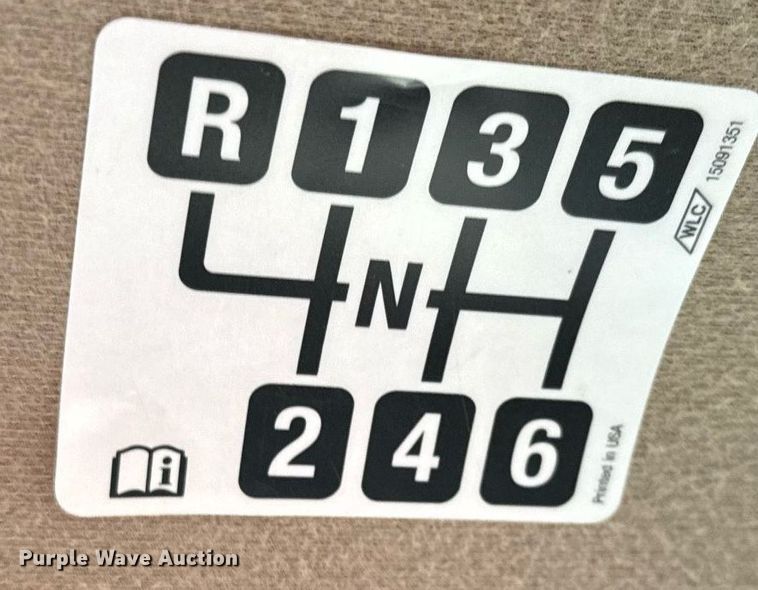 R 1 3 5
15091351
WLC
N
2 4 6
i
Printed in USA
Purple Wave Auction